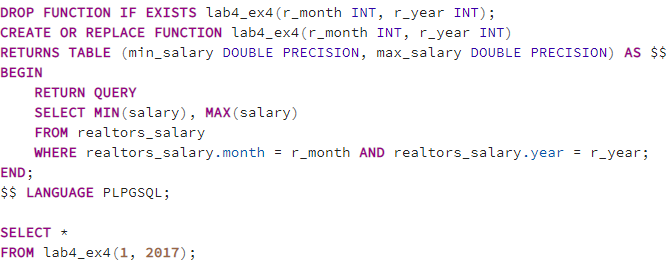 DROP FUNCTION IF EXISTS lab4_ex4(r_month INT, r_year INT);
CREATE OR REPLACE FUNCTION lab4_ex4(r_month INT, r_year INT)
RETURNS TABLE (min_salary DOUBLE PRECISION, max_salary DOUBLE PRECISION) AS $$
BEGIN
    RETURN QUERY
    SELECT MIN(salary), MAX(salary)
    FROM realtors_salary
    WHERE realtors_salary.month = r_month AND realtors_salary.year = r_year;
END;
$$ LANGUAGE PLPGSQL;

SELECT *
FROM lab4_ex4(1, 2017);